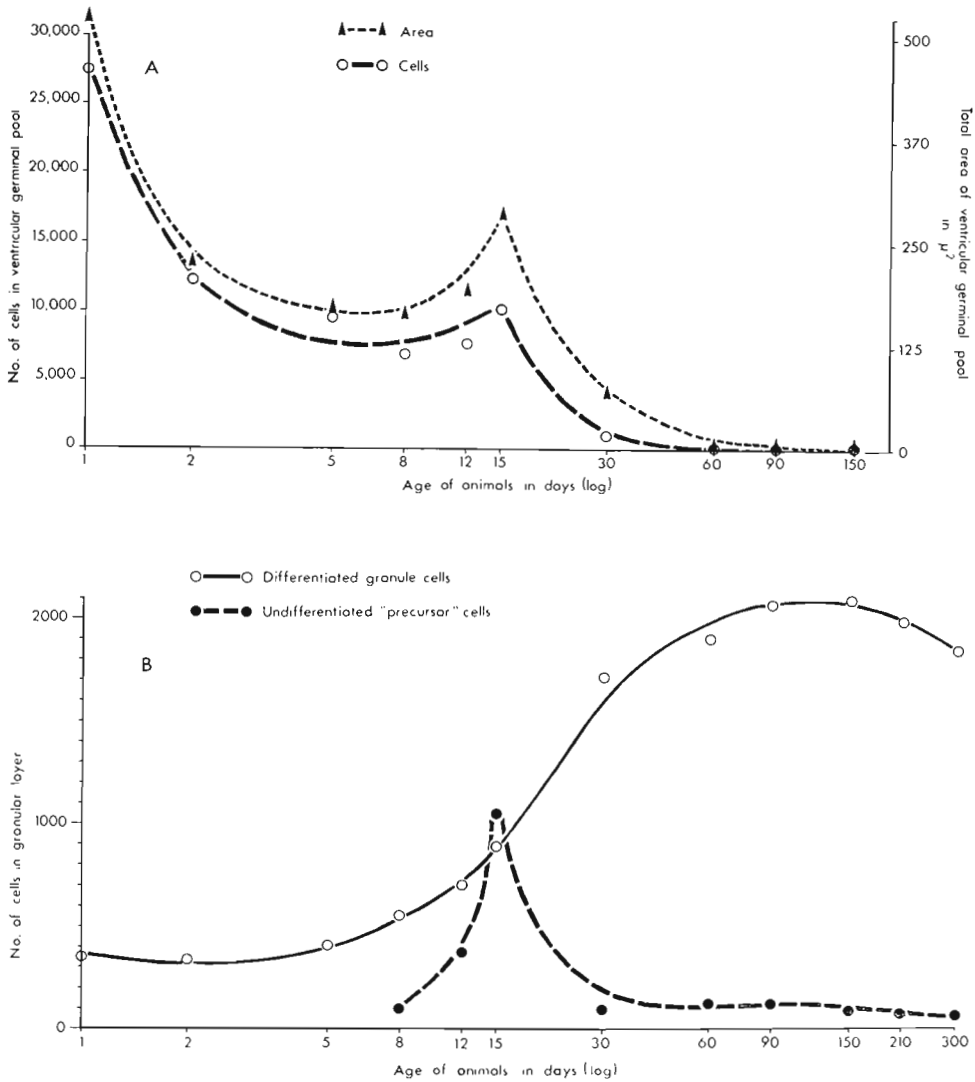 A
Area
Cells
30,000
25,000
20,000
15,000
10,000
5,000
0
No. of cells in ventricular germinal pool
500
370
250
125
0
Total area of ventricular germinal pool
in μ²
1 2 5 8 12 15 30 60 90 150
Age of animals in days (log)
Differentiated granule cells
Undifferentiated "precursar" cells
B
2000
1000
0
No. of cells in granular layer
1 2 5 8 12 15 30 60 90 150 210 300
Age of animals in days (log)